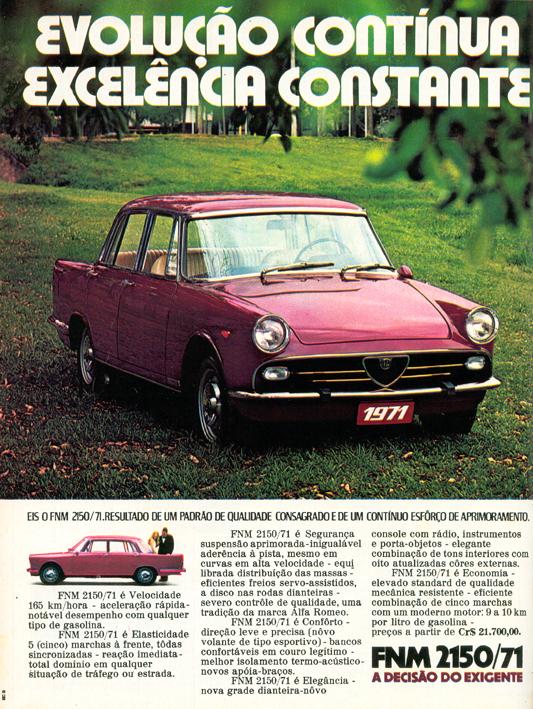 EVOLUÇÃO CONTÍNUA
EXCELÊNCIA CONSTANTE
1971
EIS O FNM 2150/71. RESULTADO DE UM PADRÃO DE QUALIDADE CONSAGRADO E DE UM CONTÍNUO ESFÔRÇO DE APRIMORAMENTO.
FNM 2150/71 é Velocidade
165 km/hora - aceleração rápida-
notável desempenho com qualquer
tipo de gasolina.
FNM 2150/71 é Elasticidade
5 (cinco) marchas à frente, tôdas
sincronizadas - reação imediata-
total domínio em qualquer
situação de tráfego ou estrada.
FNM 2150/71 é Segurança
suspensão aprimorada-inigualável
aderência à pista, mesmo em
curvas em alta velocidade - equi
librada distribuição das massas -
eficientes freios servo-assistidos,
a disco nas rodas dianteiras -
severo contrôle de qualidade, uma
tradição da marca Alfa Romeo.
FNM 2150/71 é Confôrto -
direção leve e precisa (nôvo
volante de tipo esportivo) - bancos
confortáveis em couro legítimo -
melhor isolamento termo-acústico-
novos apóia-braços.
FNM 2150/71 é Elegância -
nova grade dianteira-nôvo
console com rádio, instrumentos
e porta-objetos - elegante
combinação de tons interiores com
oito atualizadas côres externas.
FNM 2150/71 é Economia -
elevado standard de qualidade
mecânica resistente - eficiente
combinação de cinco marchas
com um moderno motor: 9 a 10 km
por litro de gasolina -
preços a partir de Cr$ 21.700,00.
FNM 2150/71
A DECISÃO DO EXIGENTE